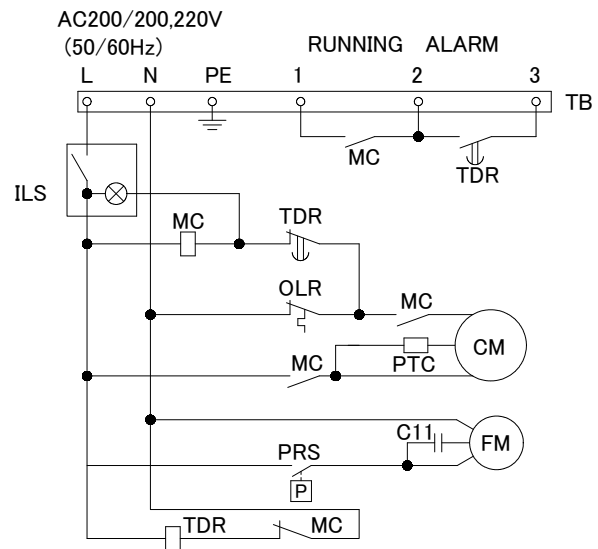 AC200/200,220V
(50/60Hz)
RUNNING ALARM
L N PE 1 2 3
TB
MC
TDR
ILS
MC
TDR
OLR
MC
CM
PTC
MC
C11
FM
PRS
P
TDR
MC